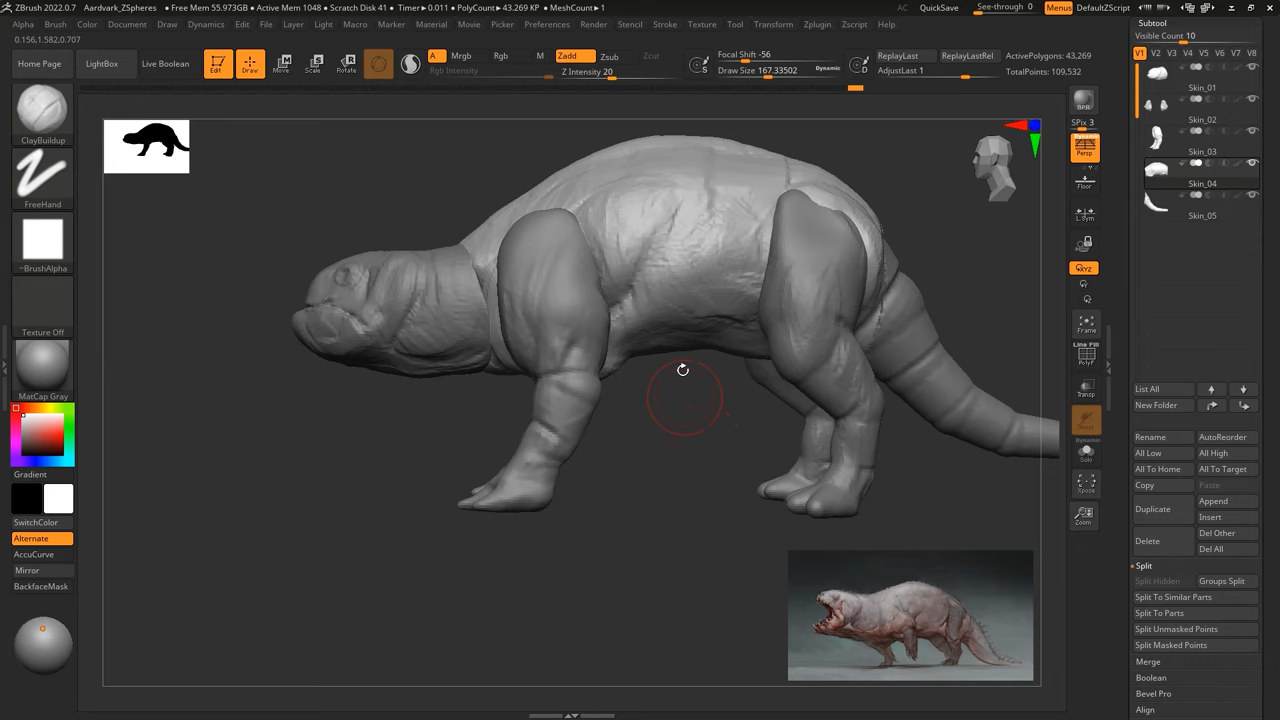 ZBrush 2022.0.7 Aardvark_ZSpheres • Free Mem 55.973GB • Active Mem 1048 • Scratch Disk 41 • Timer▸0.011 • PolyCount▸43.269 KP • MeshCount▸1 AC QuickSave See-through 0 Menus DefaultZScript
Alpha Brush Color Document Draw Dynamics Edit File Layer Light Macro Marker Material Movie Picker Preferences Render Stencil Stroke Texture Tool Transform Zplugin Zscript Help
0.156,1.582,0.707
Home Page LightBox Live Boolean Edit Draw Move Scale Rotate
A Mrgb Rgb M Zadd Zsub Zcut
Rgb Intensity Z Intensity 20
S Focal Shift -56
Draw Size 167.33502 Dynamic
D ReplayLast ReplayLastRel ActivePolygons: 43,269
AdjustLast 1 TotalPoints: 109,532
ClayBuildup
FreeHand
~BrushAlpha
Texture Off
MatCap Gray
Gradient
SwitchColor
Alternate
AccuCurve
Mirror
BackfaceMask
BPR
SPix 3
Dynamic
Persp
Floor
L.Sym
XYZ
Frame
Line Fill
PolyF
Transp
Dynamic
Solo
Xpose
Zoom
Subtool
Visible Count 10
V1 V2 V3 V4 V5 V6 V7 V8
Skin_01
Skin_02
Skin_03
Skin_04
Skin_05
List All
New Folder
Rename AutoReorder
All Low All High
All To Home All To Target
Copy Paste
Duplicate Append
Insert
Delete Del Other
Del All
Split
Split Hidden Groups Split
Split To Similar Parts
Split To Parts
Split Unmasked Points
Split Masked Points
Merge
Boolean
Bevel Pro
Align